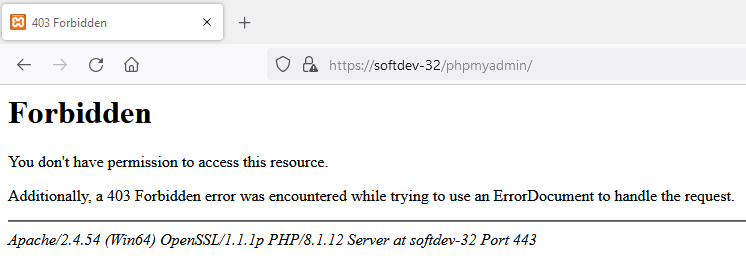 403 Forbidden
https://softdev-32/phpmyadmin/
Forbidden
You don't have permission to access this resource.
Additionally, a 403 Forbidden error was encountered while trying to use an ErrorDocument to handle the request.
Apache/2.4.54 (Win64) OpenSSL/1.1.1p PHP/8.1.12 Server at softdev-32 Port 443